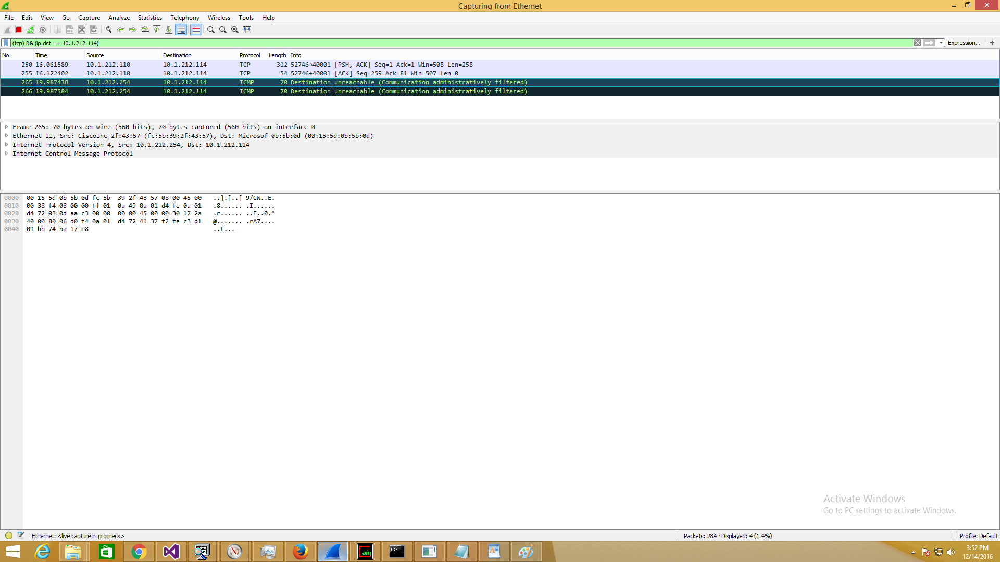 Capturing from Ethernet
File Edit View Go Capture Analyze Statistics Telephony Wireless Tools Help
(tcp) && (ip.dst == 10.1.212.114) Expression... +
No. Time Source Destination Protocol Length Info
250 16.061589 10.1.212.110 10.1.212.114 TCP 312 52746→40001 [PSH, ACK] Seq=1 Ack=1 Win=508 Len=258
255 16.122402 10.1.212.110 10.1.212.114 TCP 54 52746→40001 [ACK] Seq=259 Ack=81 Win=507 Len=0
265 19.987438 10.1.212.254 10.1.212.114 ICMP 70 Destination unreachable (Communication administratively filtered)
266 19.987584 10.1.212.254 10.1.212.114 ICMP 70 Destination unreachable (Communication administratively filtered)
Frame 265: 70 bytes on wire (560 bits), 70 bytes captured (560 bits) on interface 0
Ethernet II, Src: CiscoInc_2f:43:57 (fc:5b:39:2f:43:57), Dst: Microsof_0b:5b:0d (00:15:5d:0b:5b:0d)
Internet Protocol Version 4, Src: 10.1.212.254, Dst: 10.1.212.114
Internet Control Message Protocol
0000 00 15 5d 0b 5b 0d fc 5b 39 2f 43 57 08 00 45 00 ..].[..[ 9/CW..E.
0010 00 38 f4 08 00 00 ff 01 0a 49 0a 01 d4 fe 0a 01 .8...... .I......
0020 d4 72 03 0d aa c3 00 00 00 00 45 00 00 30 17 2a .r...... ..E..0.*
0030 40 00 80 06 d0 f4 0a 01 d4 72 41 37 f2 fe c3 d1 @....... .rA7....
0040 01 bb 74 ba 17 e8 ..t...
Activate Windows
Go to PC settings to activate Windows.
Ethernet: <live capture in progress> Packets: 284 · Displayed: 4 (1.4%) Profile: Default
Cain
C:\_
3:52 PM
12/14/2016